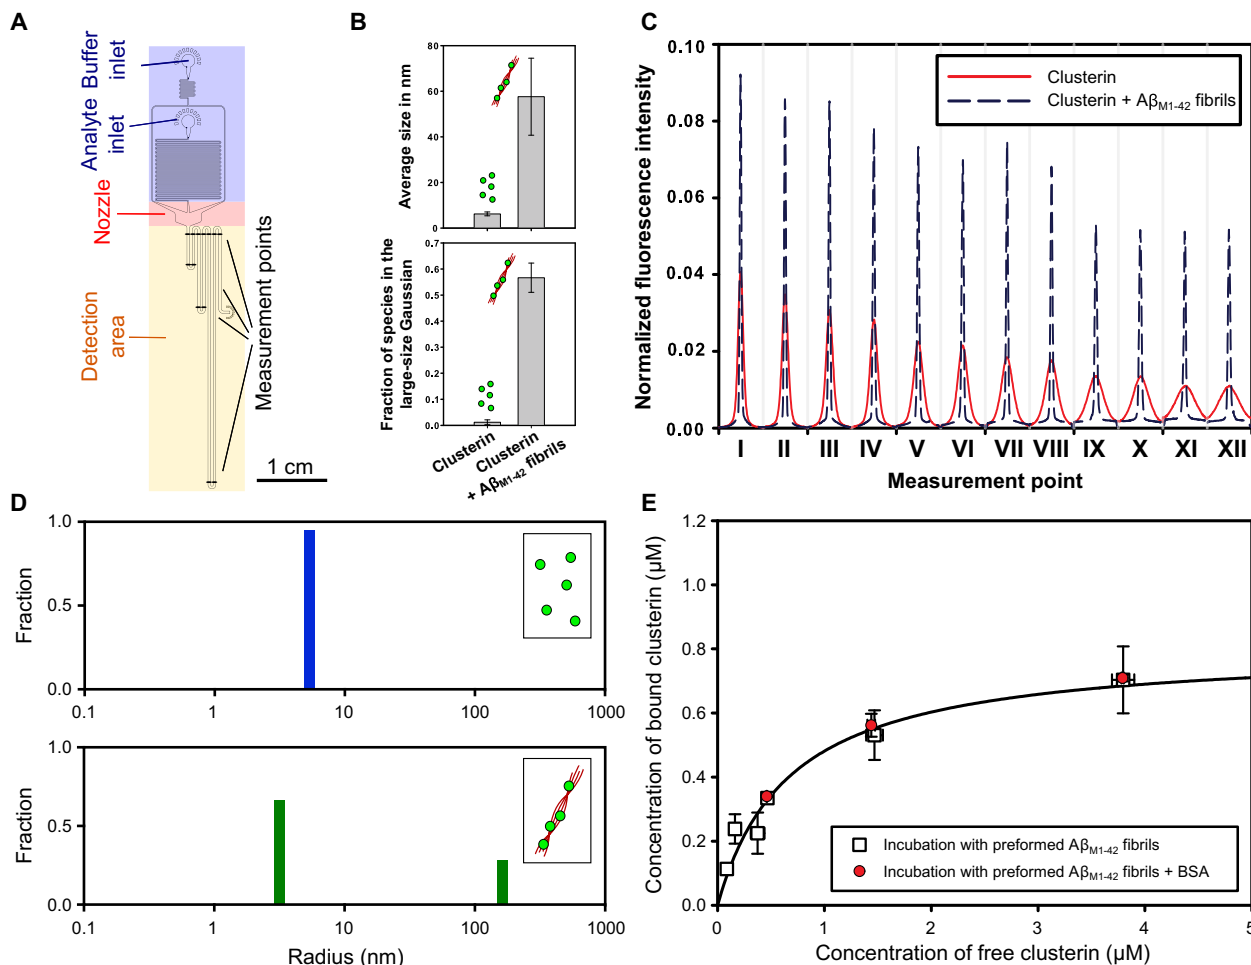 A
Buffer
inlet
Analyte
inlet
Nozzle
Detection
area
Measurement points
1 cm
B
Average size in nm
80
60
40
20
0
Fraction of species in the
large-size Gaussian
0.7
0.6
0.5
0.4
0.3
0.2
0.1
0.0
Clusterin
Clusterin
+ AβM1-42 fibrils
C
Normalized fluorescence intensity
0.10
0.08
0.06
0.04
0.02
0.00
Clusterin
Clusterin + AβM1-42 fibrils
I II III IV V VI VII VIII IX X XI XII
Measurement point
D
Fraction
1.0
0.5
0.0
0.1 1 10 100 1000
Fraction
1.0
0.5
0.0
0.1 1 10 100 1000
Radius (nm)
E
Concentration of bound clusterin (µM)
1.2
1.0
0.8
0.6
0.4
0.2
0.0
Incubation with preformed AβM1-42 fibrils
Incubation with preformed AβM1-42 fibrils + BSA
0 1 2 3 4 5
Concentration of free clusterin (µM)